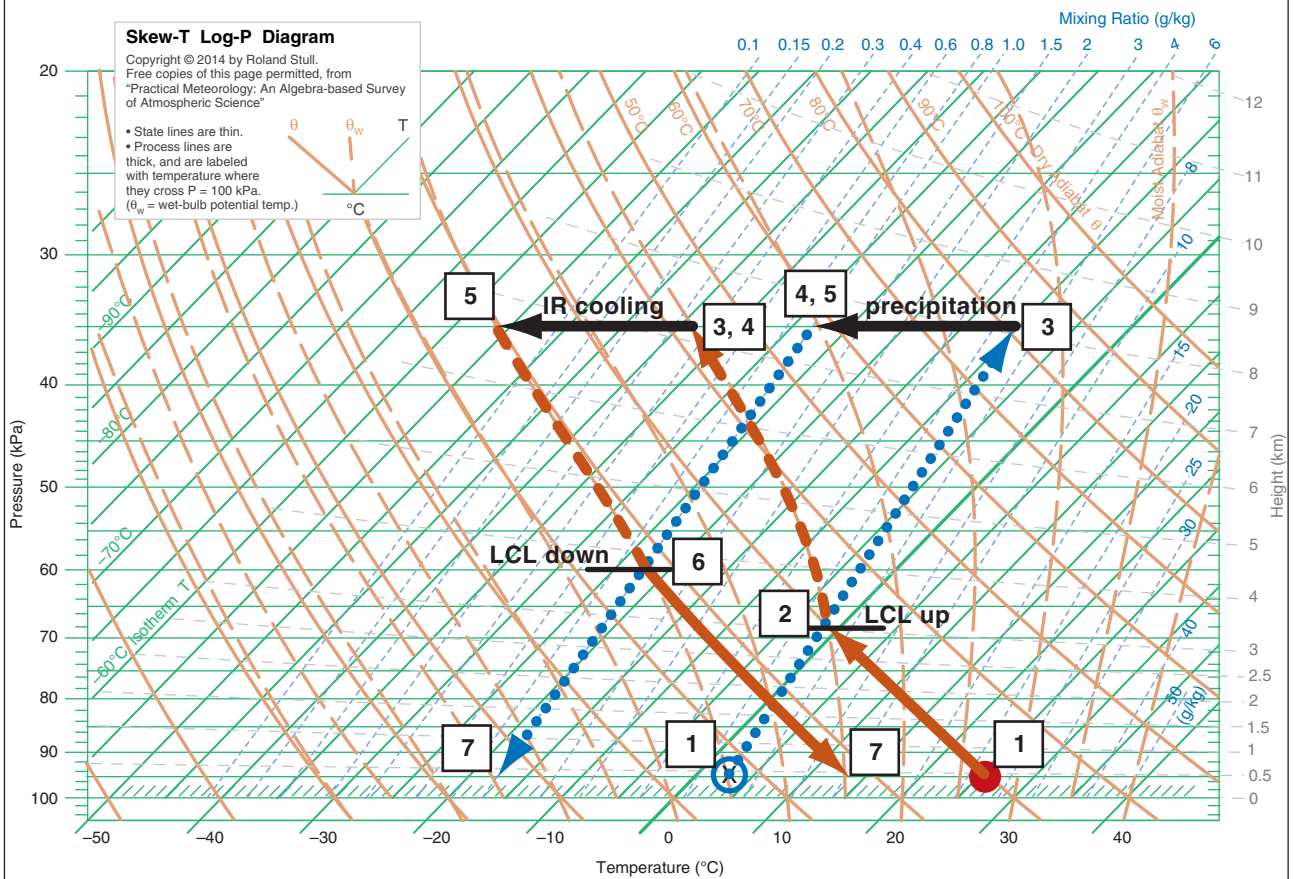 Skew-T Log-P Diagram
Copyright © 2014 by Roland Stull.
Free copies of this page permitted, from
“Practical Meteorology: An Algebra-based Survey
of Atmospheric Science”
• State lines are thin.
• Process lines are
thick, and are labeled
with temperature where
they cross P = 100 kPa.
(θw = wet-bulb potential temp.)
θ θw T
°C
Mixing Ratio (g/kg)
0.1 0.15 0.2 0.3 0.4 0.6 0.8 1.0 1.5 2 3 4 6
8
10
15
20
25
30
40
50
(g/kg)
50°C 60°C 70°C 80°C 90°C 100°C Dry Adiabat θ
Moist Adiabat θw
-90°C
-80°C
-70°C
-60°C Isotherm T
Pressure (kPa)
20
30
40
50
60
70
80
90
100
Height (km)
12
11
10
9
8
7
6
5
4
3
2.5
2
1.5
1
0.5
0
5 IR cooling 3, 4
4, 5 precipitation 3
LCL down 6
2 LCL up
7 1 X 7 1
–50 –40 –30 –20 –10 0 10 20 30 40
Temperature (°C)